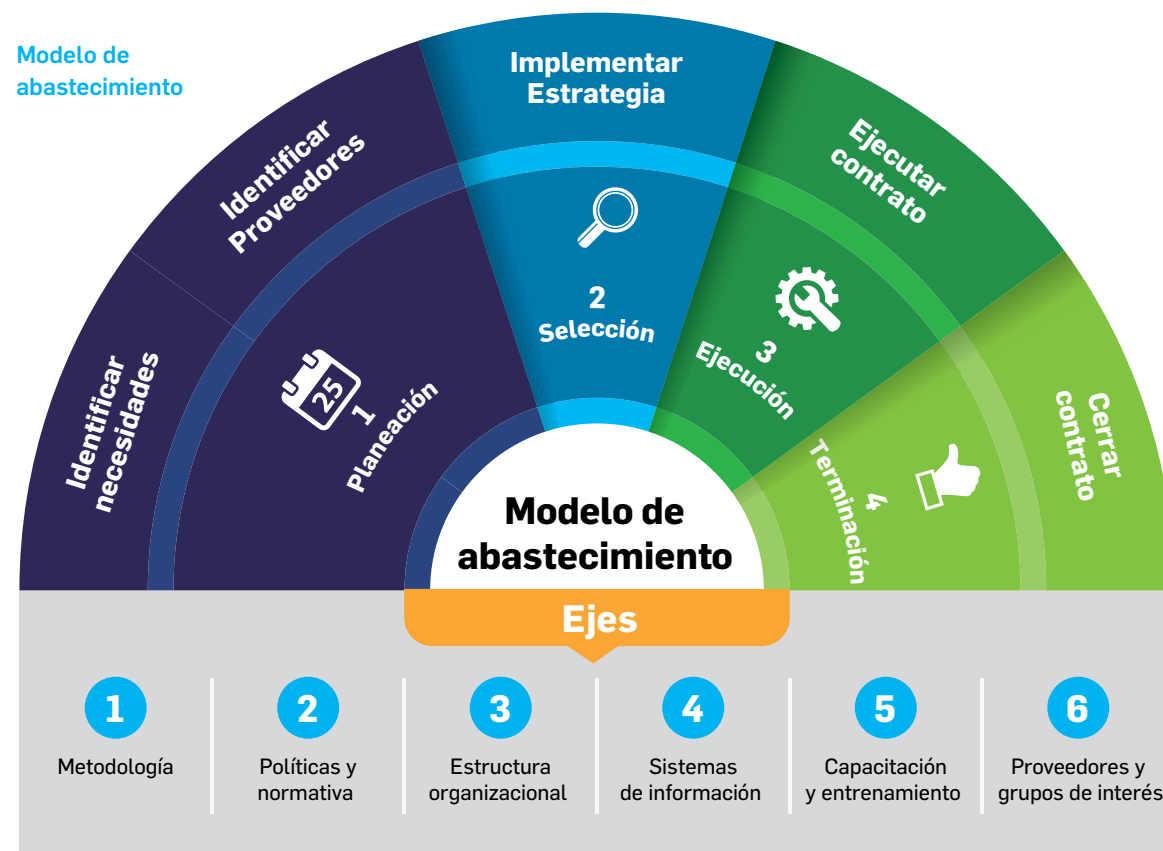 Modelo de
abastecimiento
Identificar
necesidades
Identificar
Proveedores
Implementar
Estrategia
Ejecutar
contrato
Cerrar
contrato
25
1
Planeación
2
Selección
3
Ejecución
4
Terminación
Modelo de
abastecimiento
Ejes
1
Metodología
2
Políticas y
normativa
3
Estructura
organizacional
4
Sistemas
de información
5
Capacitación
y entrenamiento
6
Proveedores y
grupos de interés